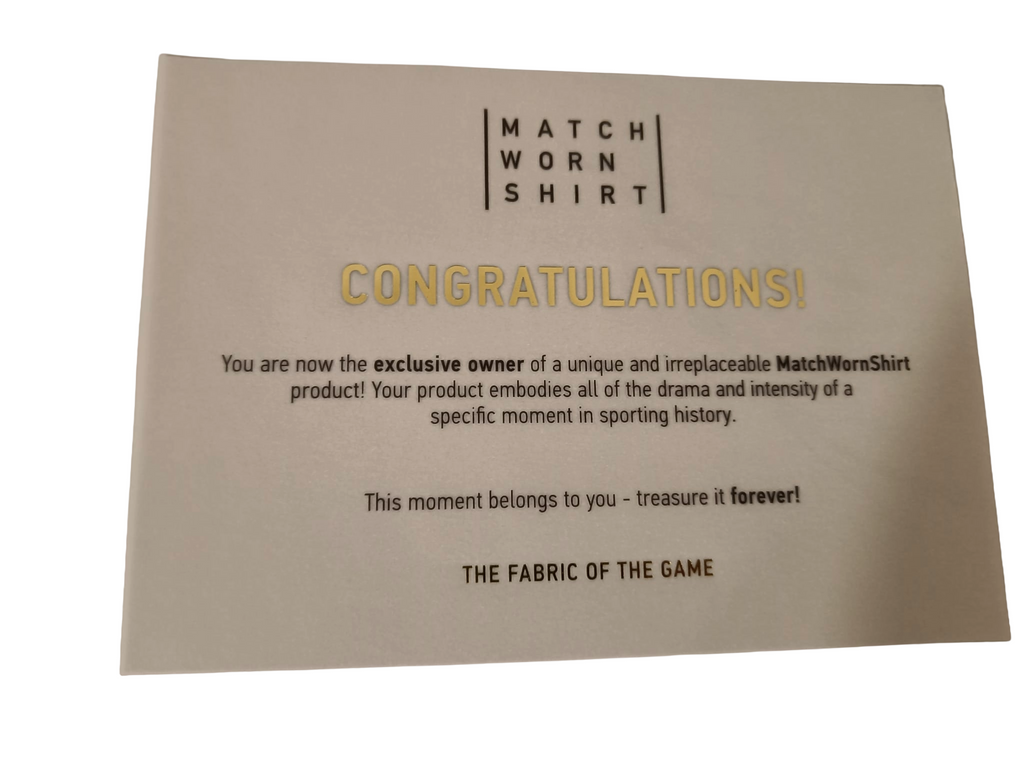 MATCH
WORN
SHIRT
CONGRATULATIONS!
You are now the exclusive owner of a unique and irreplaceable MatchWornShirt
product! Your product embodies all of the drama and intensity of a
specific moment in sporting history.
This moment belongs to you - treasure it forever!
THE FABRIC OF THE GAME